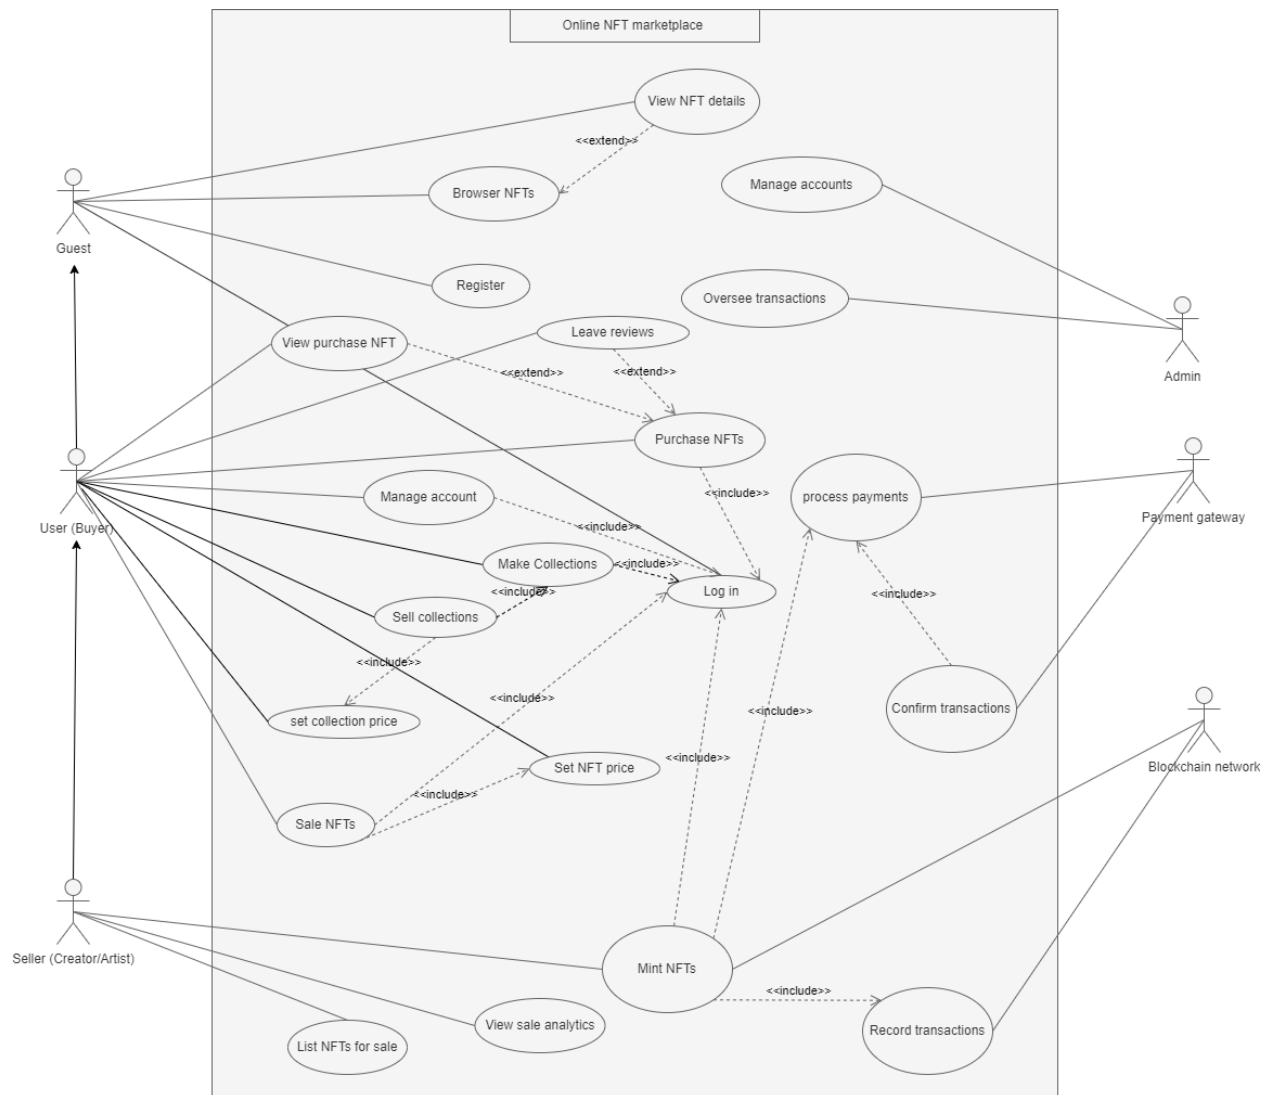 Online NFT marketplace
View NFT details
<<extend>>
Manage accounts
Browser NFTs
Guest
Register
Oversee transactions
Leave reviews
View purchase NFT
<<extend>>
<<extend>>
Admin
Purchase NFTs
<<include>>
process payments
Manage account
Payment gateway
User (Buyer)
<<include>>
Make Collections
<<include>>
Log in
<<include>>
<<include>>
Sell collections
<<include>>
<<include>>
set collection price
<<include>>
Confirm transactions
<<include>>
Set NFT price
Blockchain network
<<include>>
Sale NFTs
Seller (Creator/Artist)
Mint NFTs
<<include>>
View sale analytics
Record transactions
List NFTs for sale